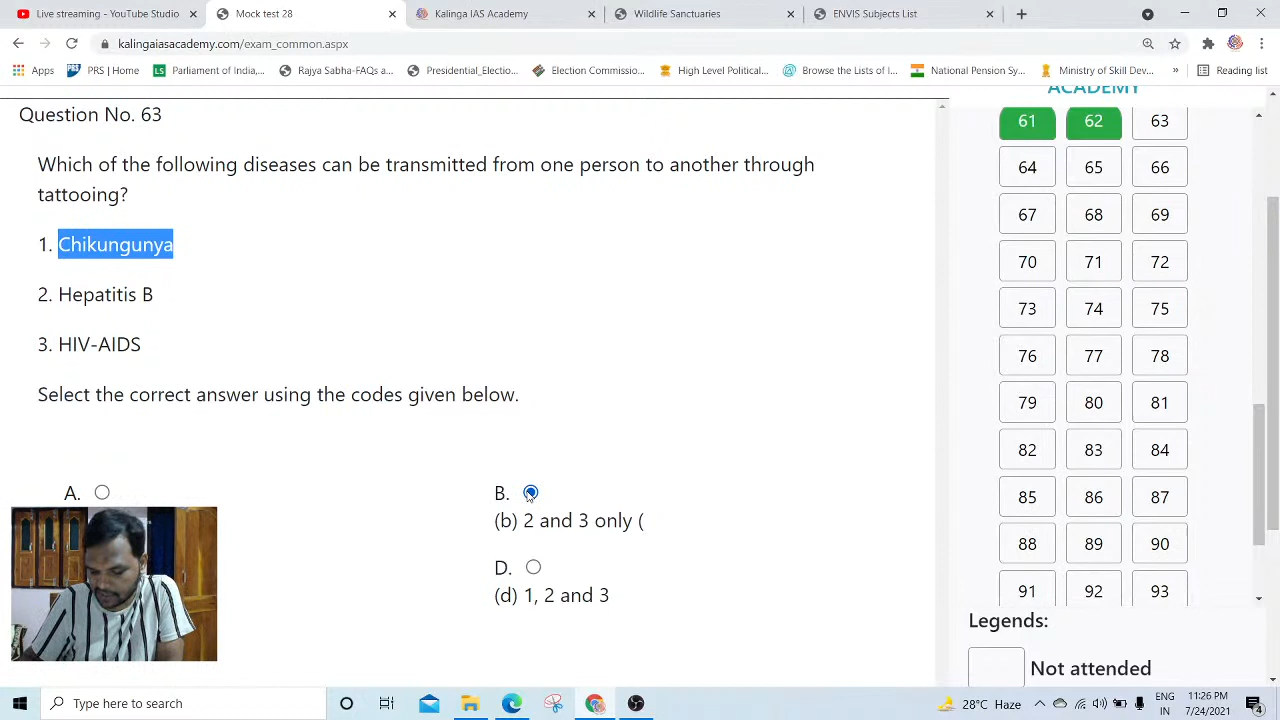 Live streaming - YouTube Studio
Mock test 28
Kalinga IAS Academy
Wildlife Sanctuaries
ENVIS Subjects List
kalingaiasacademy.com/exam_common.aspx
Apps
PRS | Home
Parliament of India,...
Rajya Sabha-FAQs a...
Presidential_Electio...
Election Commissio...
High Level Political...
Browse the Lists of I...
National Pension Sy...
Ministry of Skill Dev...
»
Reading list
ACADEMY
Question No. 63
Which of the following diseases can be transmitted from one person to another through
tattooing?
1. Chikungunya
2. Hepatitis B
3. HIV-AIDS
Select the correct answer using the codes given below.
A.
B.
(b) 2 and 3 only (
D.
(d) 1, 2 and 3
61 62 63
64 65 66
67 68 69
70 71 72
73 74 75
76 77 78
79 80 81
82 83 84
85 86 87
88 89 90
91 92 93
Legends:
Not attended
Type here to search
28°C Haze
ENG
IN
11:26 PM
7/24/2021
4